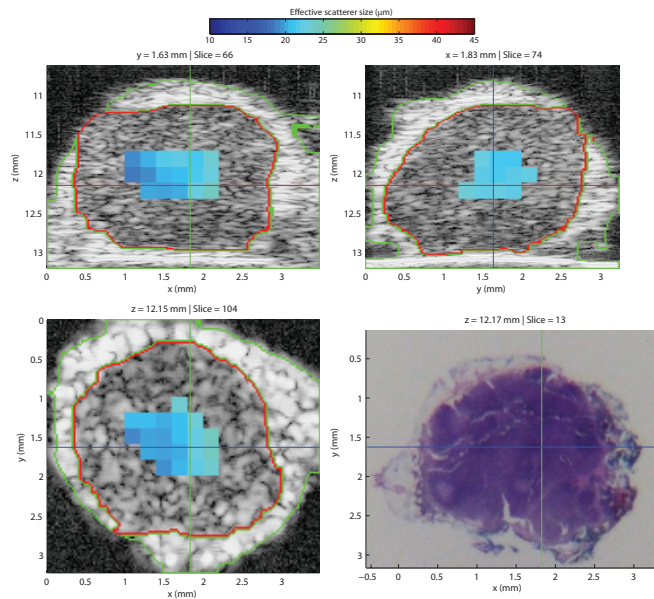 Effective scatterer size (µm)
10 15 20 25 30 35 40 45
y = 1.63 mm | Slice = 66
x = 1.83 mm | Slice = 74
11
11.5
12
12.5
13
z (mm)
0 0.5 1 1.5 2 2.5 3
x (mm)
11
11.5
12
12.5
13
z (mm)
0 0.5 1 1.5 2 2.5 3
y (mm)
z = 12.15 mm | Slice = 104
z = 12.17 mm | Slice = 13
0
0.5
1
1.5
2
2.5
3
y (mm)
0 0.5 1 1.5 2 2.5 3
x (mm)
0.5
1
1.5
2
2.5
3
y (mm)
−0.5 0 0.5 1 1.5 2 2.5 3
x (mm)